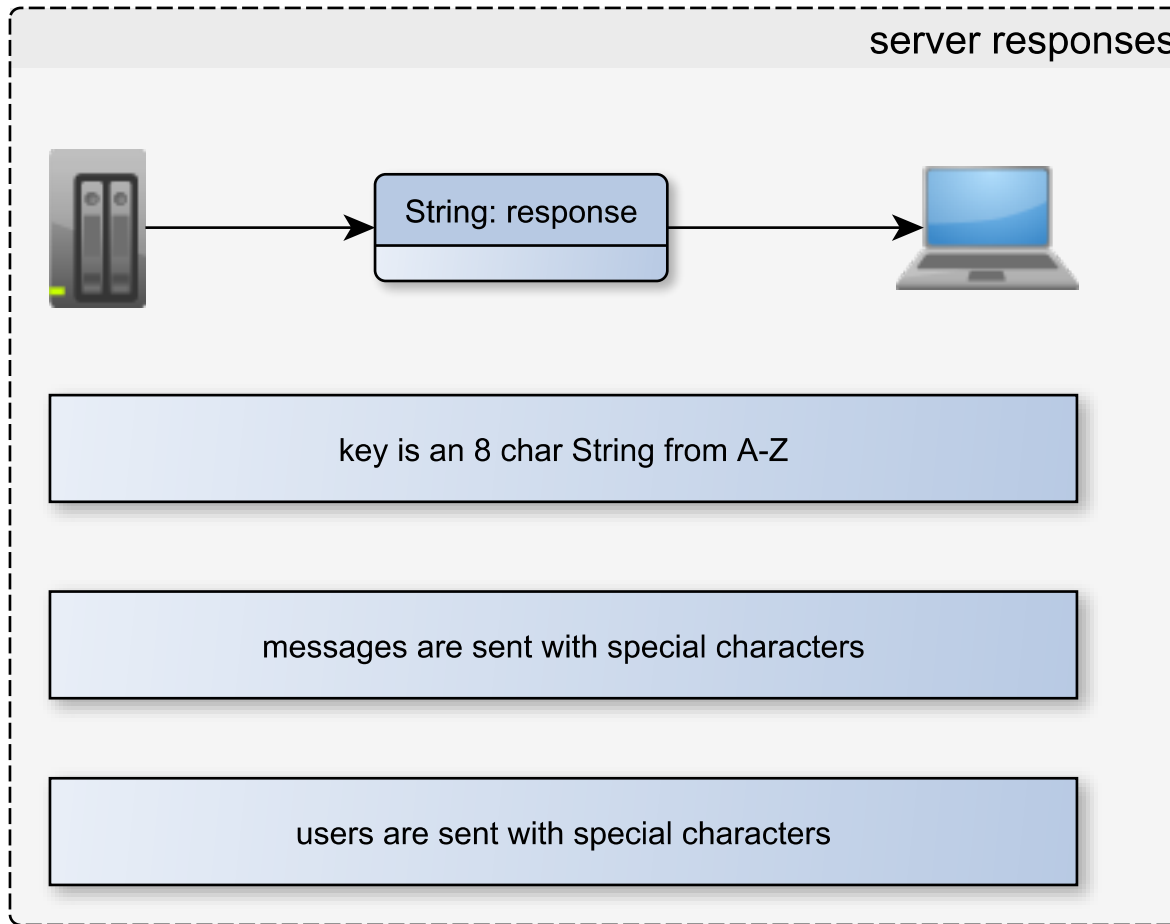 server responses
String: response
key is an 8 char String from A-Z
messages are sent with special characters
users are sent with special characters